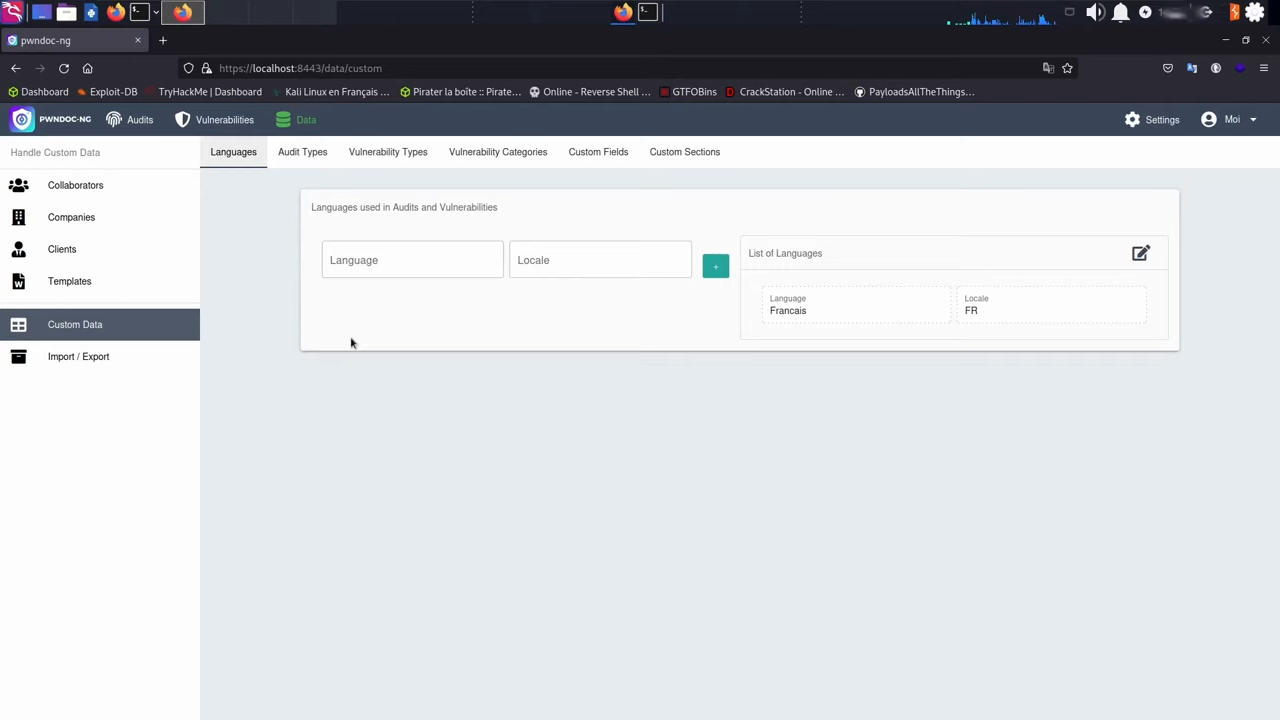 pwndoc-ng
https://localhost:8443/data/custom
Dashboard Exploit-DB TryHackMe | Dashboard Kali Linux en Français ... Pirater la boîte :: Pirate... Online - Reverse Shell ... GTFOBins CrackStation - Online ... PayloadsAllTheThings...
PWNDOC-NG Audits Vulnerabilities Data Settings Moi
Handle Custom Data
Languages Audit Types Vulnerability Types Vulnerability Categories Custom Fields Custom Sections
Collaborators
Companies
Clients
Templates
Custom Data
Import / Export
Languages used in Audits and Vulnerabilities
Language Locale +
List of Languages
Language Locale
Francais FR